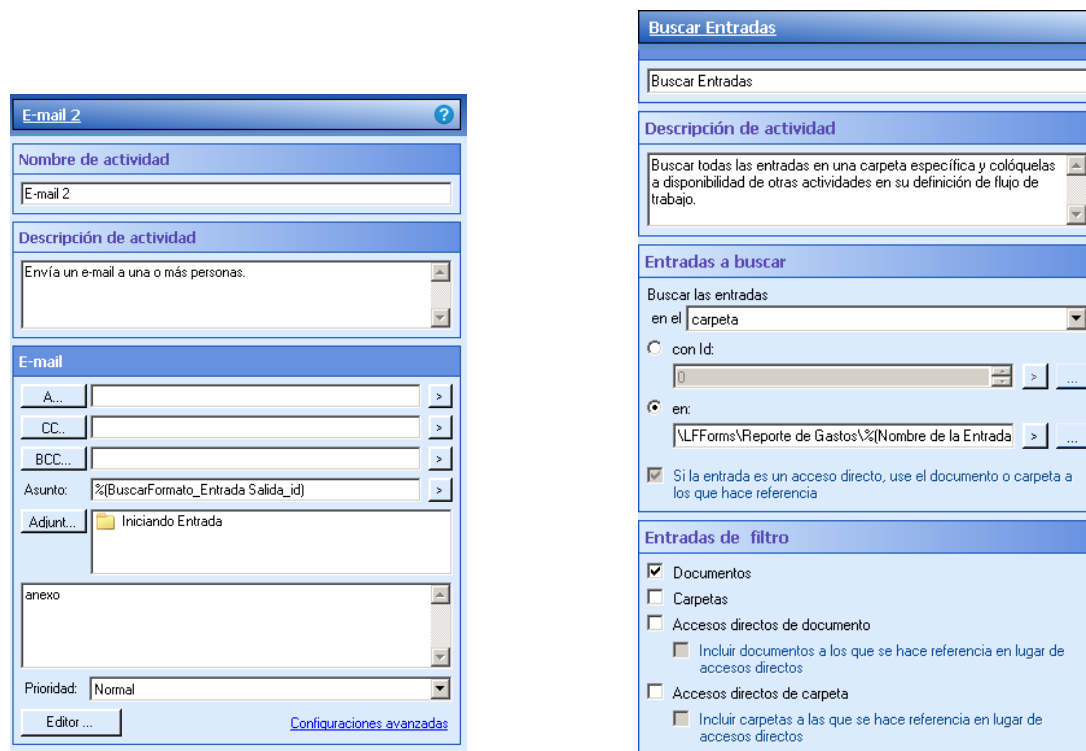 E-mail 2
Nombre de actividad
E-mail 2
Descripción de actividad
Envía un e-mail a una o más personas.
E-mail
A...
>
CC..
>
BCC...
>
Asunto:
%(BuscarFormato_Entrada Salida_id)
>
Adjunt...
Iniciando Entrada
anexo
Prioridad:
Normal
Editor ...
Configuraciones avanzadas
Buscar Entradas
Buscar Entradas
Descripción de actividad
Buscar todas las entradas en una carpeta específica y colóquelas
a disponibilidad de otras actividades en su definición de flujo de
trabajo.
Entradas a buscar
Buscar las entradas
en el
carpeta
con Id:
0
>
...
en:
\LFForms\Reporte de Gastos\%(Nombre de la Entrada
>
...
Si la entrada es un acceso directo, use el documento o carpeta a
los que hace referencia
Entradas de filtro
Documentos
Carpetas
Accesos directos de documento
Incluir documentos a los que se hace referencia en lugar de
accesos directos
Accesos directos de carpeta
Incluir carpetas a las que se hace referencia en lugar de
accesos directos